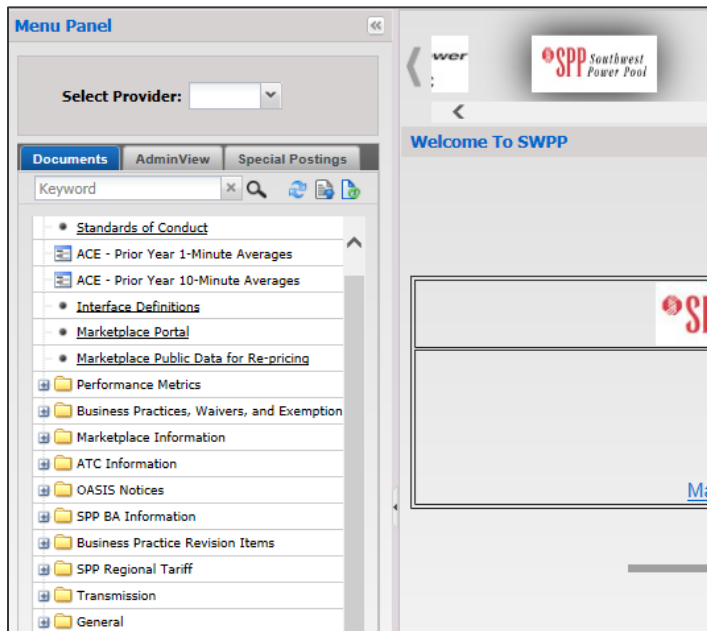 Menu Panel
Select Provider:
Documents
AdminView
Special Postings
Keyword
Standards of Conduct
ACE - Prior Year 1-Minute Averages
ACE - Prior Year 10-Minute Averages
Interface Definitions
Marketplace Portal
Marketplace Public Data for Re-pricing
Performance Metrics
Business Practices, Waivers, and Exemption
Marketplace Information
ATC Information
OASIS Notices
SPP BA Information
Business Practice Revision Items
SPP Regional Tariff
Transmission
General
wer
SPP Southwest
Power Pool
Welcome To SWPP
SP
Ma